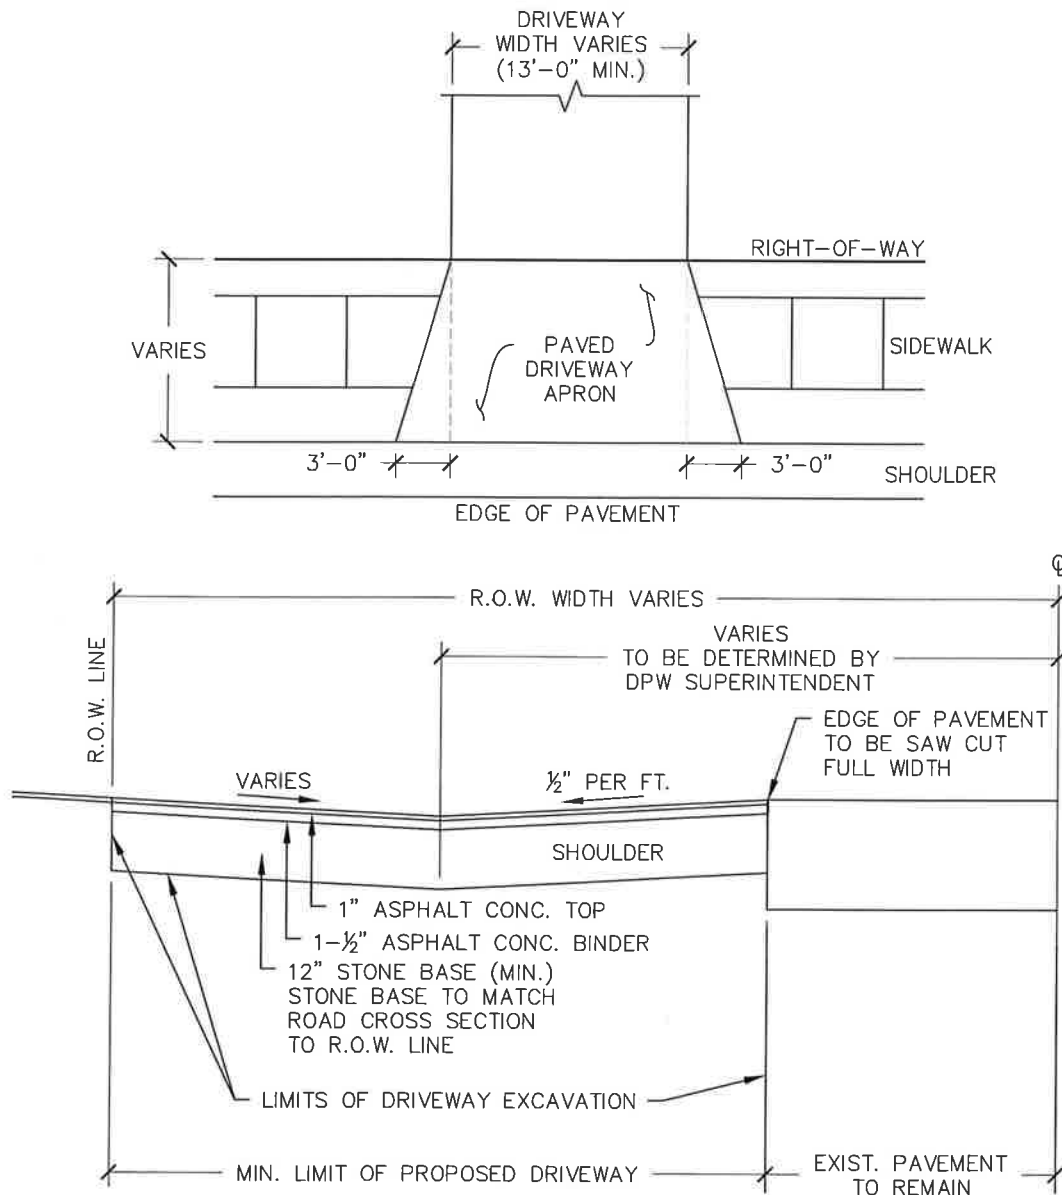 DRIVEWAY
WIDTH VARIES
(13'-0" MIN.)
RIGHT-OF-WAY
VARIES
PAVED
DRIVEWAY
APRON
SIDEWALK
3'-0"
3'-0"
SHOULDER
EDGE OF PAVEMENT
℄
R.O.W. WIDTH VARIES
R.O.W. LINE
VARIES
TO BE DETERMINED BY
DPW SUPERINTENDENT
EDGE OF PAVEMENT
TO BE SAW CUT
FULL WIDTH
VARIES
½" PER FT.
SHOULDER
1" ASPHALT CONC. TOP
1-½" ASPHALT CONC. BINDER
12" STONE BASE (MIN.)
STONE BASE TO MATCH
ROAD CROSS SECTION
TO R.O.W. LINE
LIMITS OF DRIVEWAY EXCAVATION
MIN. LIMIT OF PROPOSED DRIVEWAY
EXIST. PAVEMENT
TO REMAIN